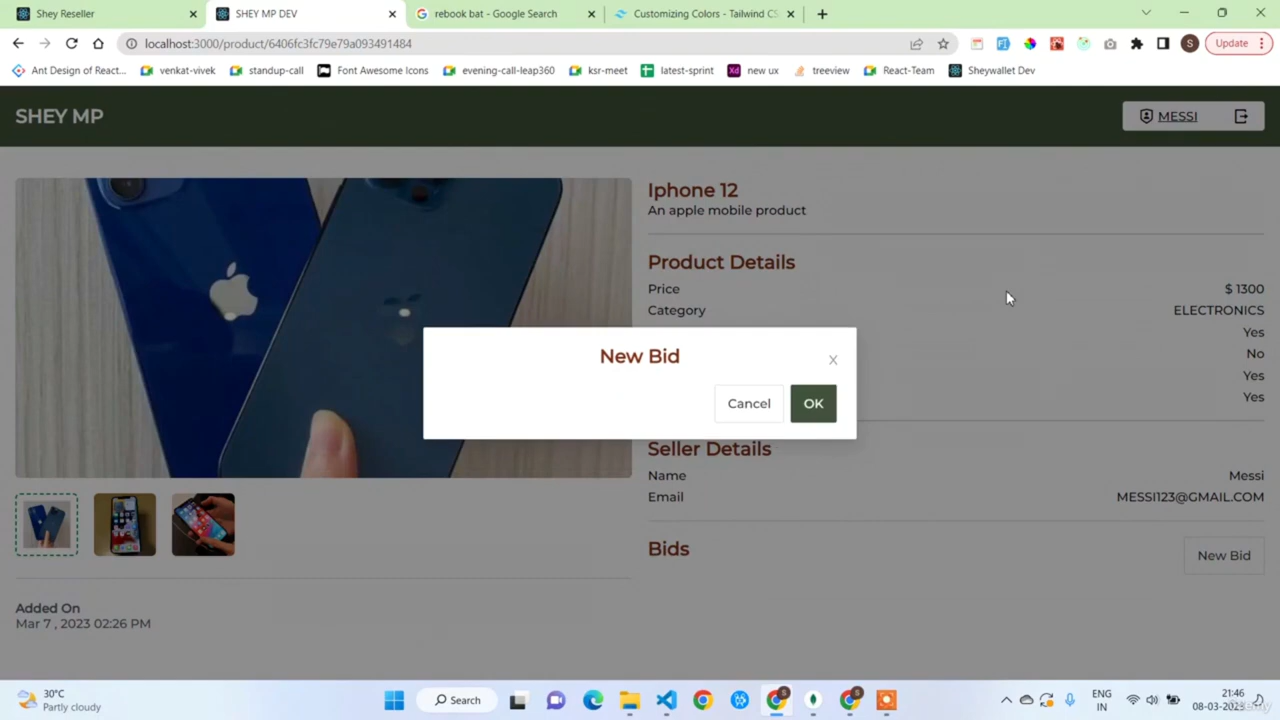 Shey Reseller
SHEY MP DEV
rebook bat - Google Search
Customizing Colors - Tailwind CS
localhost:3000/product/6406fc3fc79e79a093491484
S
Update
Ant Design of React...
venkat-vivek
standup-call
Font Awesome Icons
evening-call-leap360
ksr-meet
latest-sprint
Xd
new ux
treeview
React-Team
Sheywallet Dev
SHEY MP
MESSI
Iphone 12
An apple mobile product
Product Details
Price
$ 1300
Category
ELECTRONICS
Yes
No
Yes
Yes
New Bid
Cancel
OK
Seller Details
Name
Messi
Email
MESSI123@GMAIL.COM
Bids
New Bid
Added On
Mar 7 , 2023 02:26 PM
30°C
Partly cloudy
Search
ENG
IN
21:46
08-03-2023